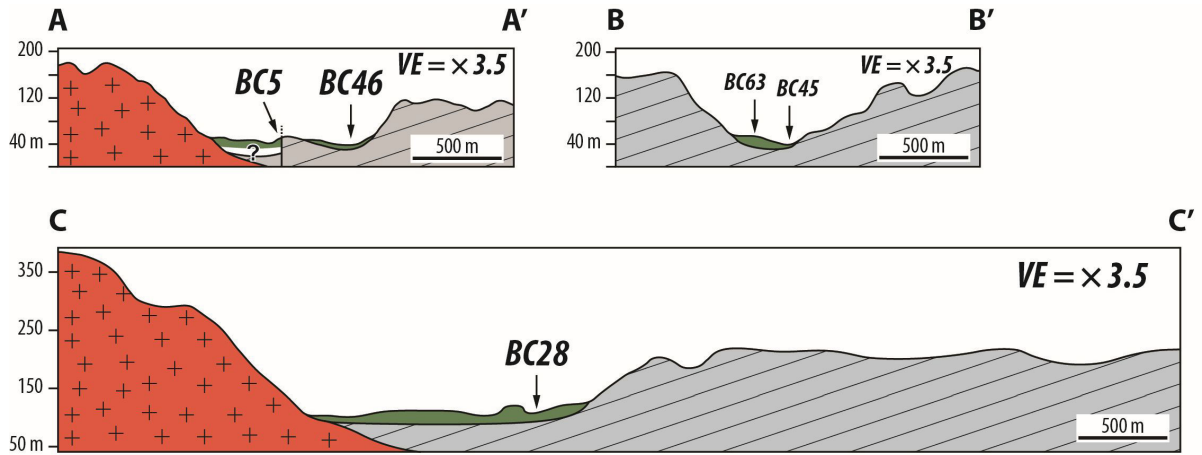 A A’ B B’
200 VE = × 3.5 200 VE = × 3.5
BC5 BC46 BC63 BC45
120 120
40 m ? 500 m 40 m 500 m
C C’
350 VE = × 3.5
250
BC28
150
50 m 500 m